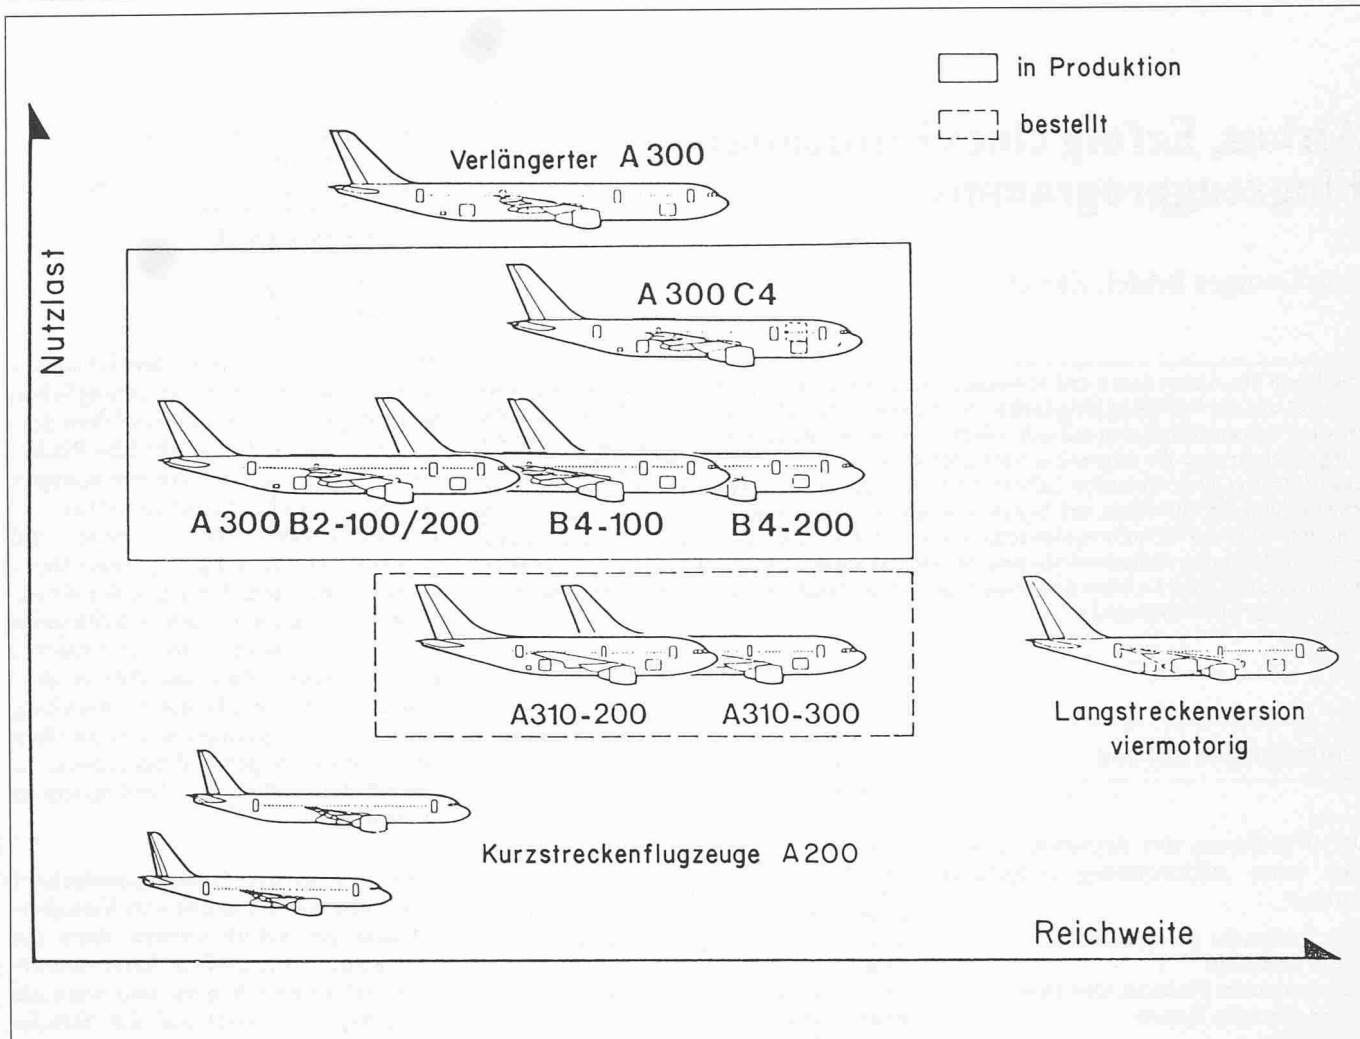 in Produktion
bestellt
Verlängerter A 300
Nutzlast
A 300 C4
A 300 B2-100/200
B4-100
B4-200
A310-200
A310-300
Langstreckenversion
viermotorig
Kurzstreckenflugzeuge A 200
Reichweite